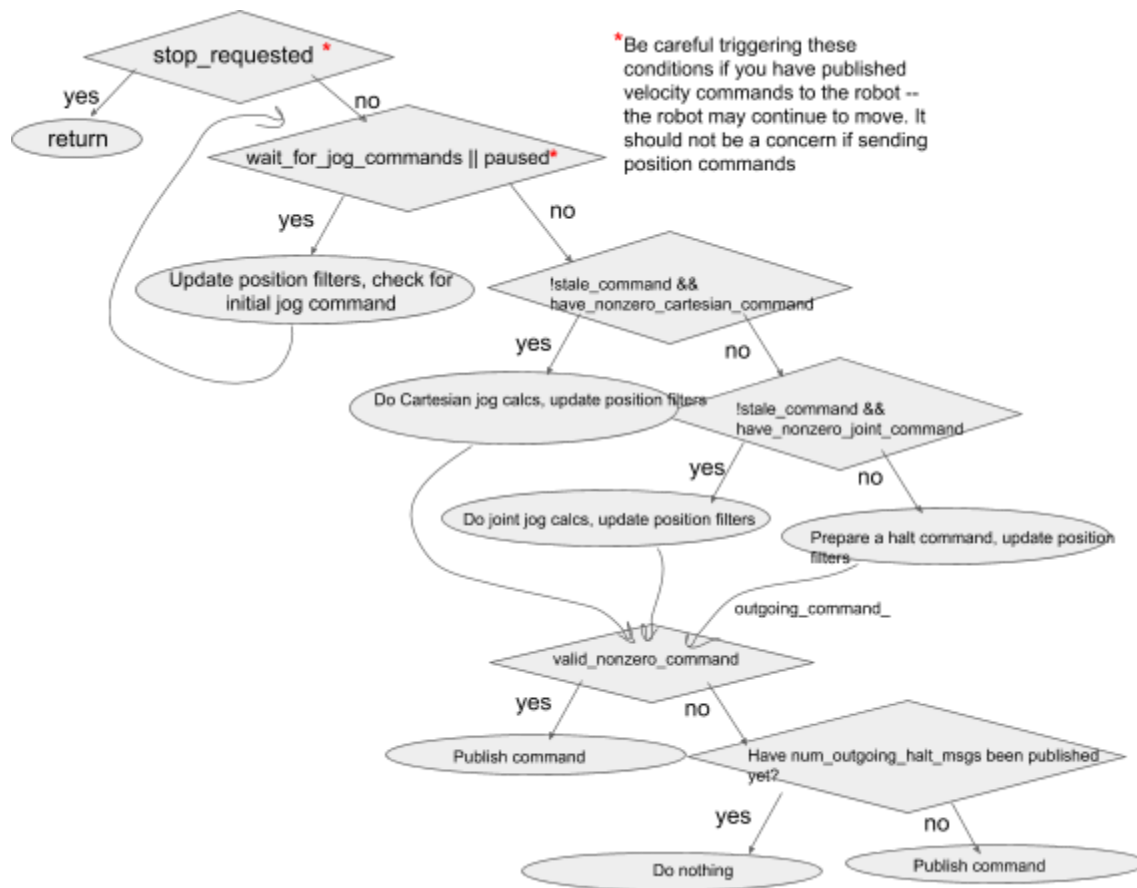 stop_requested *
*Be careful triggering these
conditions if you have published
velocity commands to the robot --
the robot may continue to move. It
should not be a concern if sending
position commands
yes
no
return
wait_for_jog_commands || paused*
yes
no
Update position filters, check for
initial jog command
!stale_command &&
have_nonzero_cartesian_command
yes
no
Do Cartesian jog calcs, update position filters
!stale_command &&
have_nonzero_joint_command
yes
no
Do joint jog calcs, update position filters
Prepare a halt command, update position
filters
outgoing_command_
valid_nonzero_command
yes
no
Publish command
Have num_outgoing_halt_msgs been published
yet?
yes
no
Do nothing
Publish command